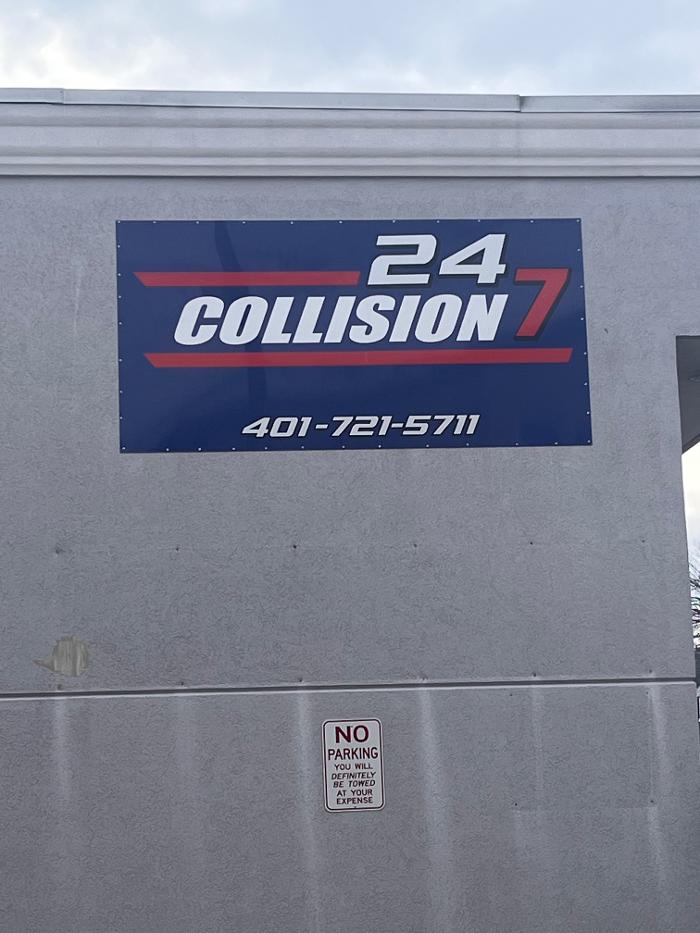 24
COLLISION 7
401-721-5711
NO
PARKING
YOU WILL
DEFINITELY
BE TOWED
AT YOUR
EXPENSE